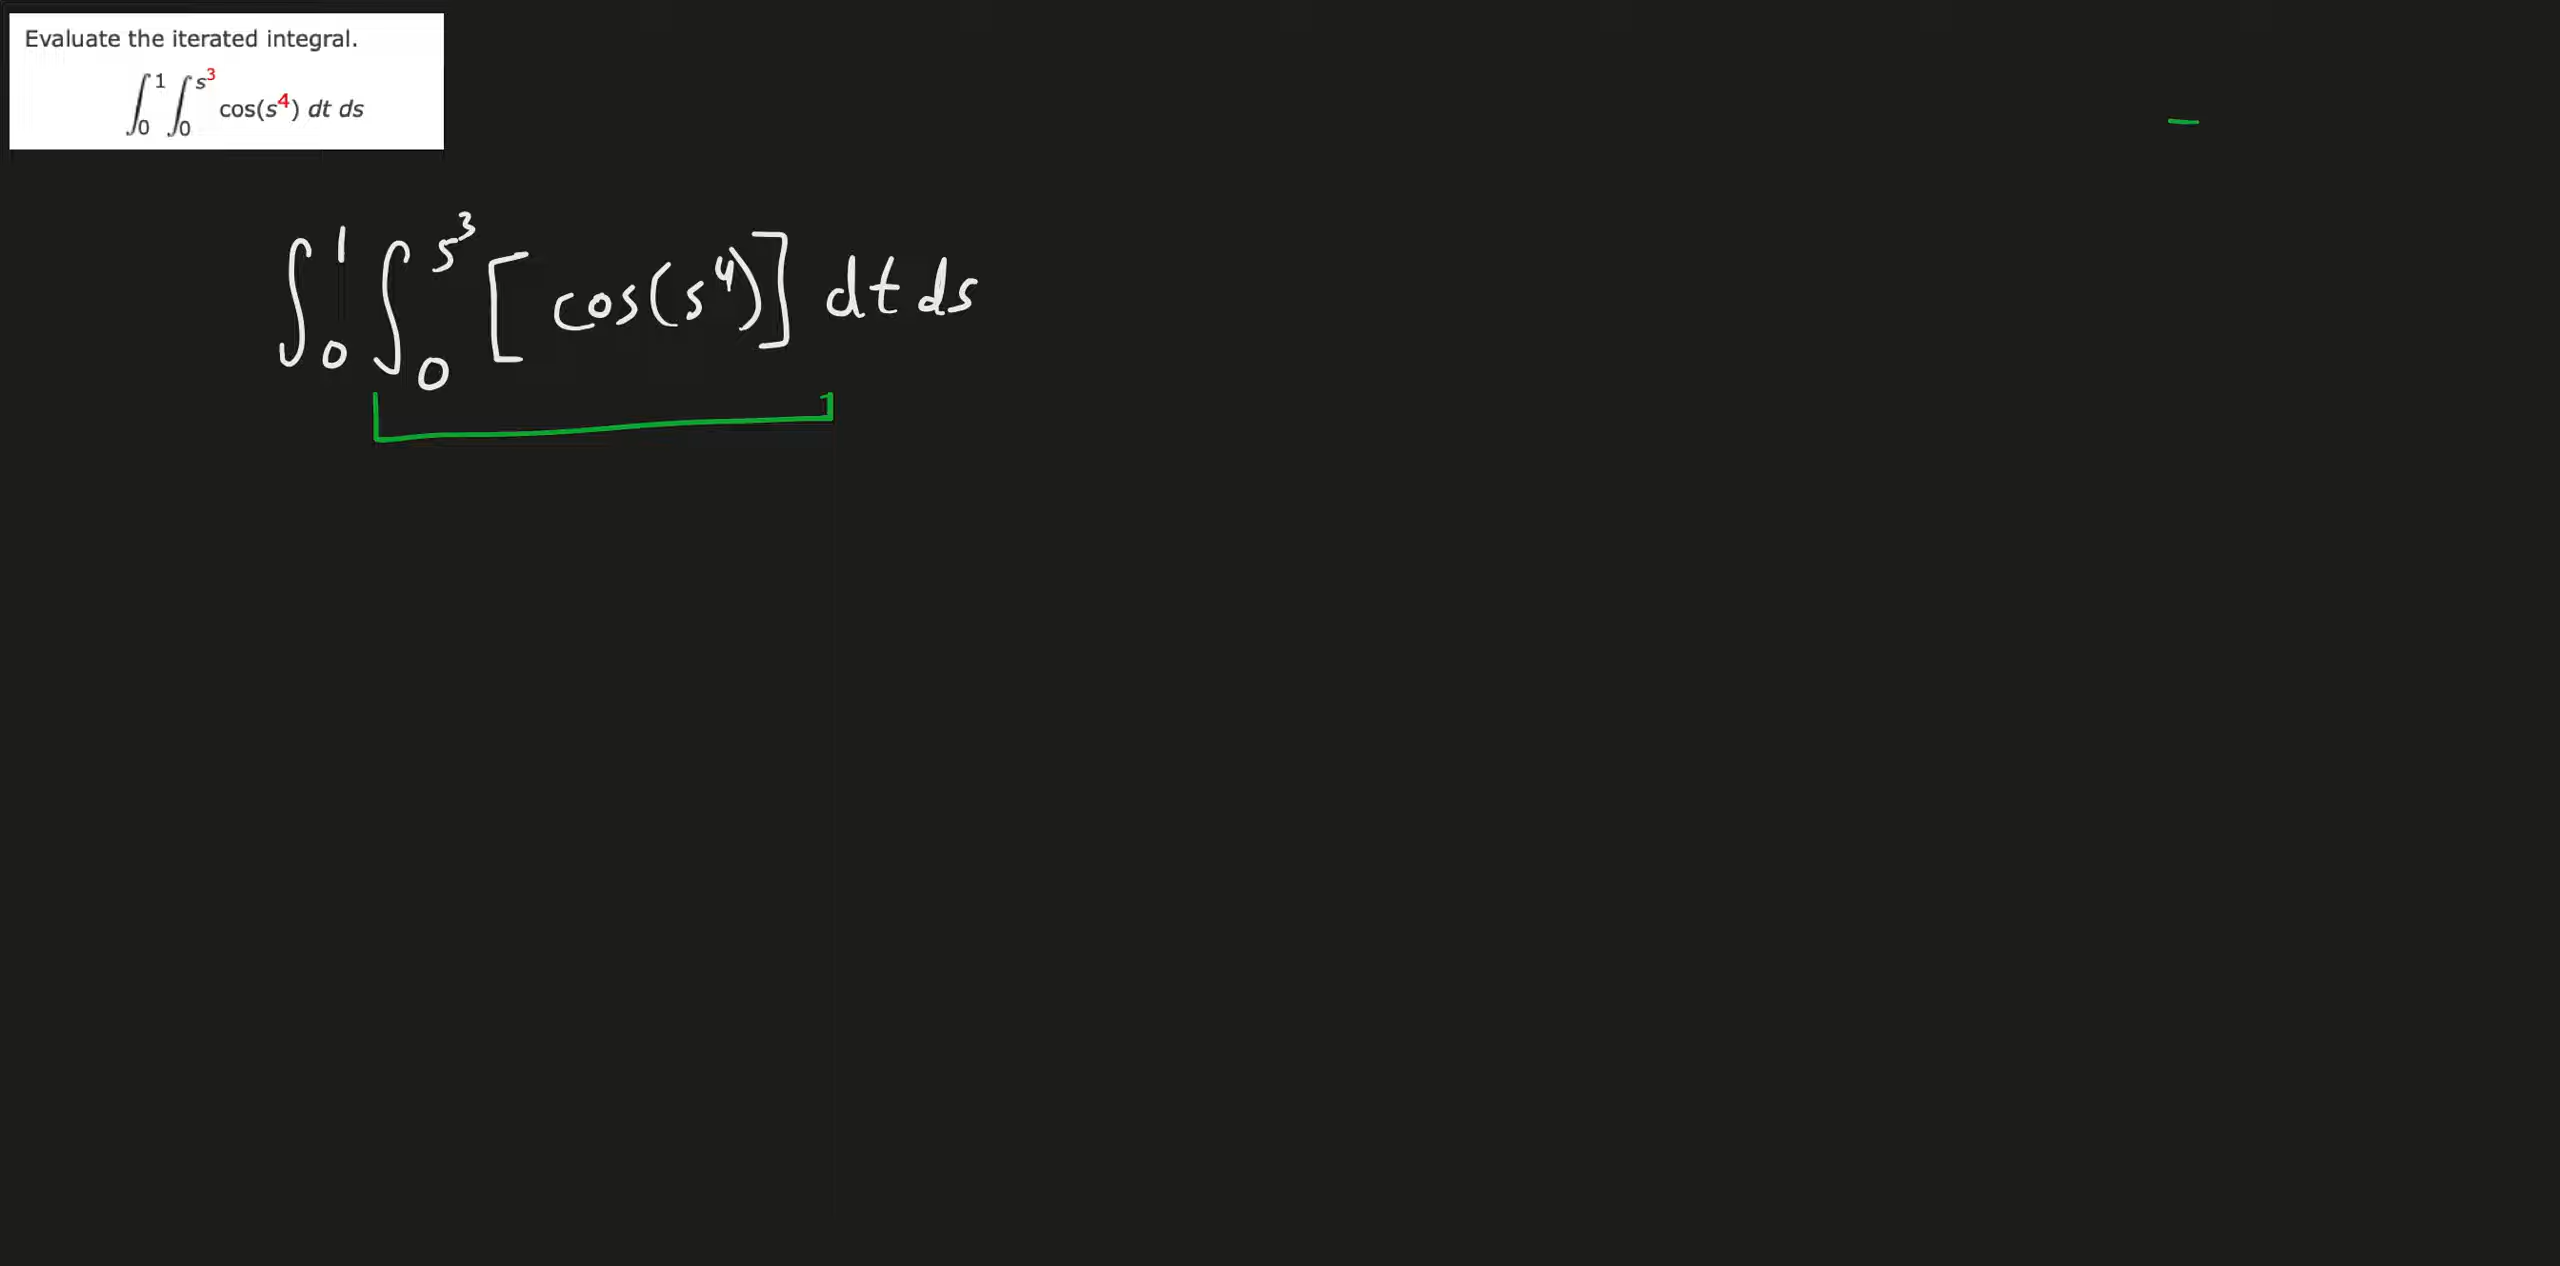 Evaluate the iterated integral.
∫₀¹ ∫₀^{s³} cos(s⁴) dt ds
∫₀¹ ∫₀^{s³} [cos(s⁴)] dt ds